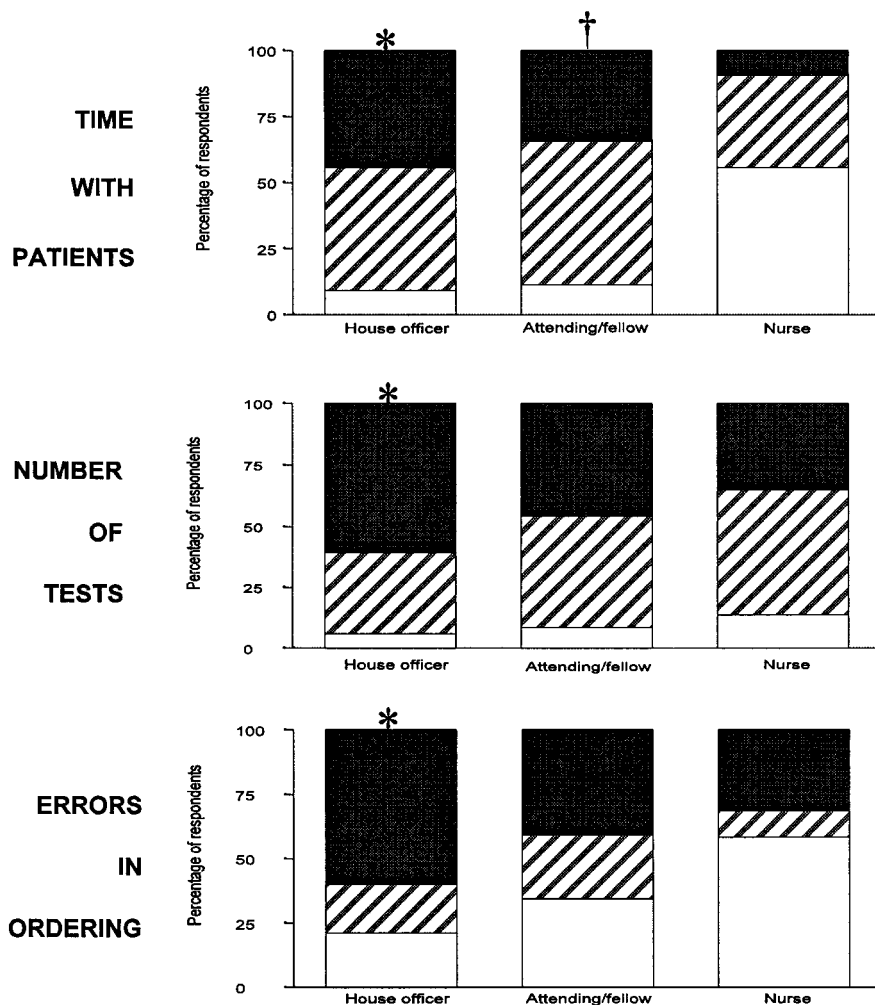 * †
TIME
WITH
PATIENTS
Percentage of respondents
100
75
50
25
0
House officer Attending/fellow Nurse
*
NUMBER
OF
TESTS
Percentage of respondents
100
75
50
25
0
House officer Attending/fellow Nurse
*
ERRORS
IN
ORDERING
Percentage of respondents
100
75
50
25
0
House officer Attending/fellow Nurse